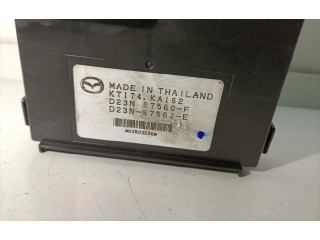 MADE IN THAILAND
KT174, KA162
D23N 67560-F
D23N-67562-E